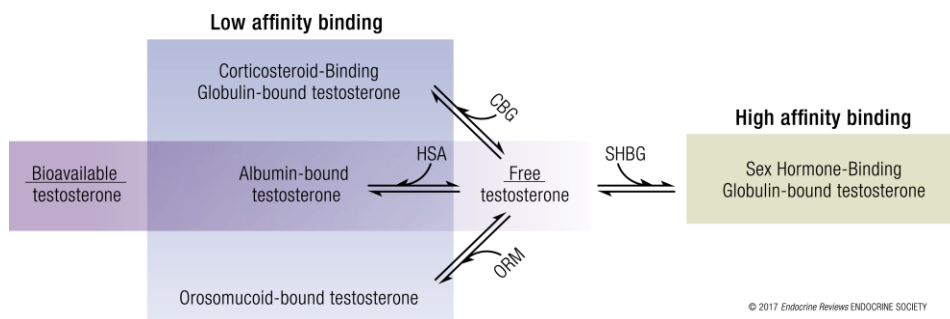 Low affinity binding
Corticosteroid-Binding
Globulin-bound testosterone
CBG
High affinity binding
Bioavailable
testosterone
Albumin-bound
testosterone
HSA
Free
testosterone
SHBG
Sex Hormone-Binding
Globulin-bound testosterone
ORM
Orosomucoid-bound testosterone
© 2017 Endocrine Reviews ENDOCRINE SOCIETY